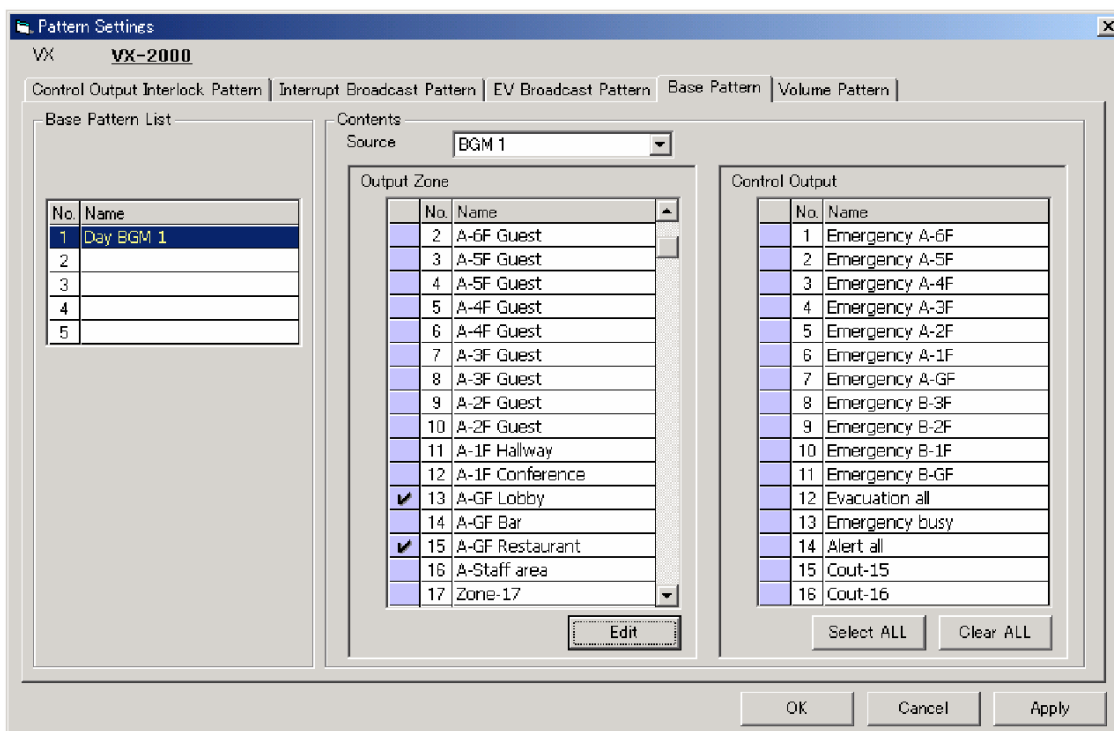 Pattern Settings
VX VX-2000
Control Output Interlock Pattern Interrupt Broadcast Pattern EV Broadcast Pattern Base Pattern Volume Pattern
Base Pattern List
No. Name
1 Day BGM 1
2
3
4
5
Contents
Source BGM 1
Output Zone
No. Name
2 A-6F Guest
3 A-5F Guest
4 A-5F Guest
5 A-4F Guest
6 A-4F Guest
7 A-3F Guest
8 A-3F Guest
9 A-2F Guest
10 A-2F Guest
11 A-1F Hallway
12 A-1F Conference
13 A-GF Lobby
14 A-GF Bar
15 A-GF Restaurant
16 A-Staff area
17 Zone-17
Edit
Control Output
No. Name
1 Emergency A-6F
2 Emergency A-5F
3 Emergency A-4F
4 Emergency A-3F
5 Emergency A-2F
6 Emergency A-1F
7 Emergency A-GF
8 Emergency B-3F
9 Emergency B-2F
10 Emergency B-1F
11 Emergency B-GF
12 Evacuation all
13 Emergency busy
14 Alert all
15 Cout-15
16 Cout-16
Select ALL Clear ALL
OK Cancel Apply